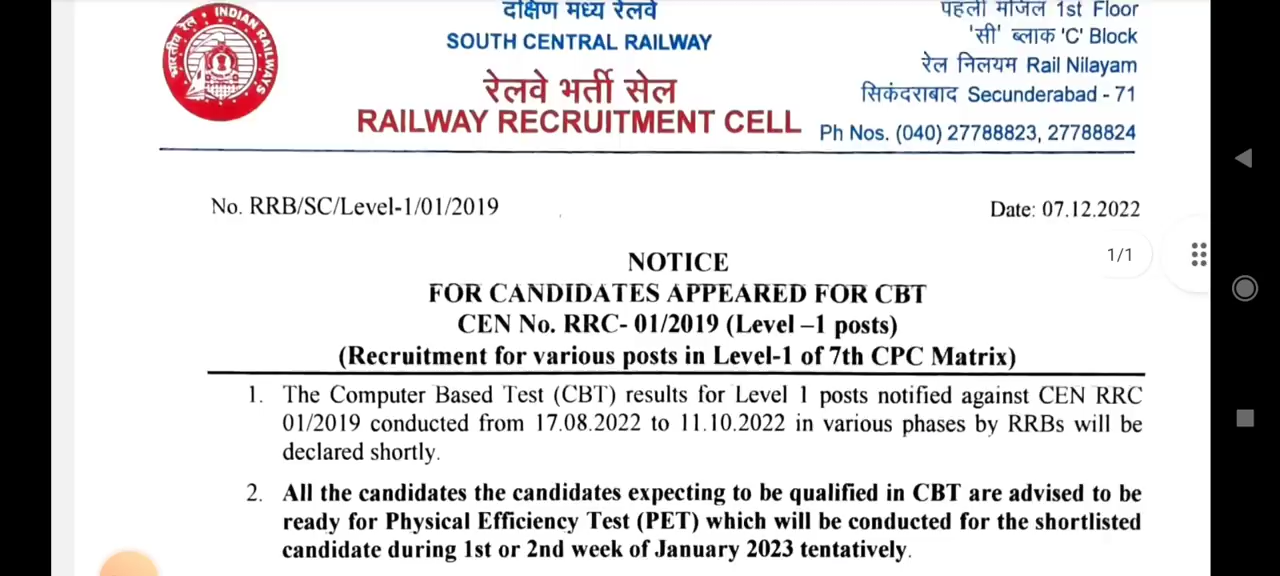 दक्षिण मध्य रेलवे
SOUTH CENTRAL RAILWAY
रेलवे भर्ती सेल
RAILWAY RECRUITMENT CELL
पहली मंजिल 1st Floor
'सी' ब्लाक 'C' Block
रेल निलयम Rail Nilayam
सिकंदराबाद Secunderabad - 71
Ph Nos. (040) 27788823, 27788824
भारतीय रेल INDIAN RAILWAYS
No. RRB/SC/Level-1/01/2019
Date: 07.12.2022
1/1
NOTICE
FOR CANDIDATES APPEARED FOR CBT
CEN No. RRC- 01/2019 (Level –1 posts)
(Recruitment for various posts in Level-1 of 7th CPC Matrix)
1. The Computer Based Test (CBT) results for Level 1 posts notified against CEN RRC
01/2019 conducted from 17.08.2022 to 11.10.2022 in various phases by RRBs will be
declared shortly.
2. All the candidates the candidates expecting to be qualified in CBT are advised to be
ready for Physical Efficiency Test (PET) which will be conducted for the shortlisted
candidate during 1st or 2nd week of January 2023 tentatively.